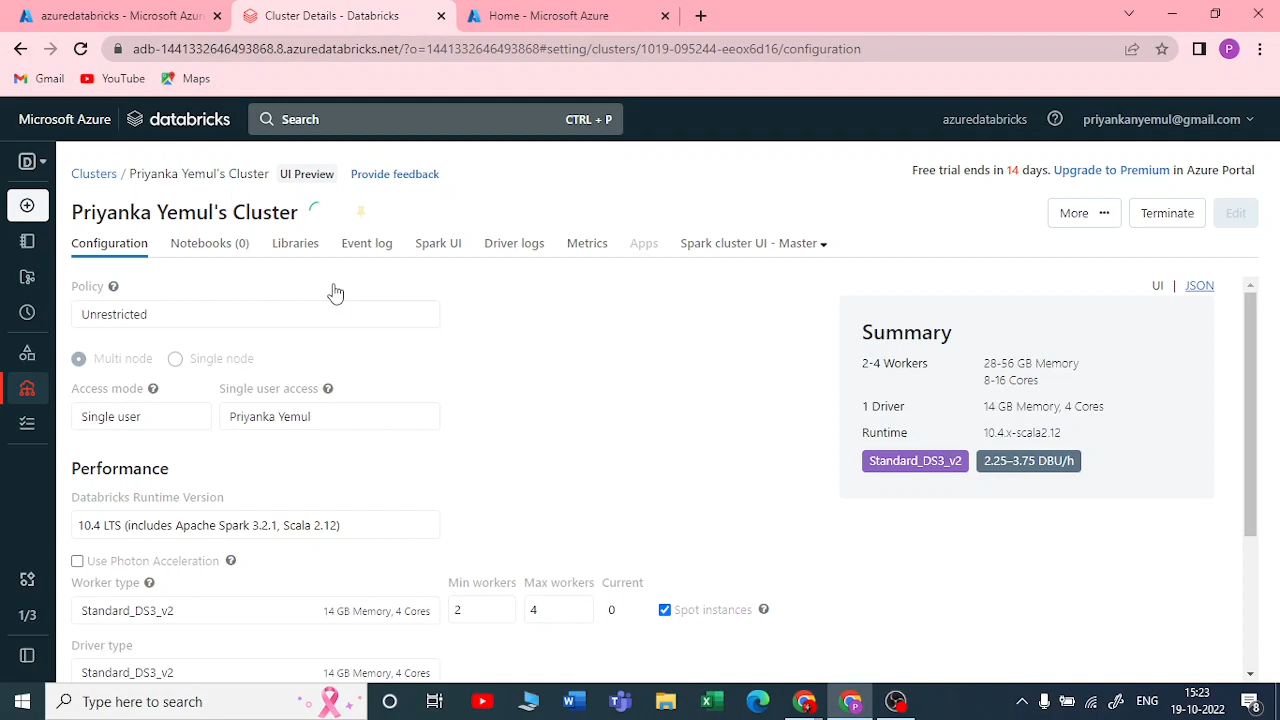 azuredatabricks - Microsoft Azur
Cluster Details - Databricks
Home - Microsoft Azure
adb-1441332646493868.8.azuredatabricks.net/?o=1441332646493868#setting/clusters/1019-095244-eeox6d16/configuration
P
Gmail
YouTube
Maps
Microsoft Azure
databricks
Search
CTRL + P
azuredatabricks
priyankanyemul@gmail.com
D
Clusters / Priyanka Yemul's Cluster
UI Preview
Provide feedback
Free trial ends in 14 days. Upgrade to Premium in Azure Portal
Priyanka Yemul's Cluster
More
Terminate
Edit
Configuration
Notebooks (0)
Libraries
Event log
Spark UI
Driver logs
Metrics
Apps
Spark cluster UI - Master
Policy
UI | JSON
Unrestricted
Summary
2-4 Workers
28-56 GB Memory
8-16 Cores
Multi node
Single node
Access mode
Single user access
1 Driver
14 GB Memory, 4 Cores
Single user
Priyanka Yemul
Runtime
10.4.x-scala2.12
Standard_DS3_v2
2.25–3.75 DBU/h
Performance
Databricks Runtime Version
10.4 LTS (includes Apache Spark 3.2.1, Scala 2.12)
Use Photon Acceleration
Worker type
Min workers
Max workers
Current
Standard_DS3_v2
14 GB Memory, 4 Cores
2
4
0
Spot instances
1/3
Driver type
Standard_DS3_v2
14 GB Memory, 4 Cores
Type here to search
ENG
15:23
19-10-2022
8